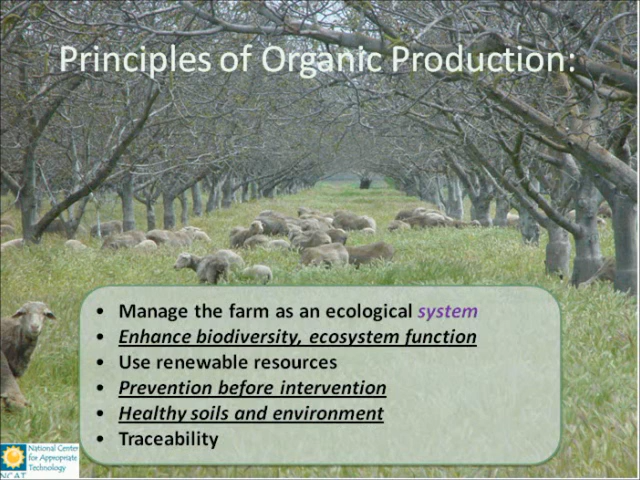 Principles of Organic Production:
• Manage the farm as an ecological system
• Enhance biodiversity, ecosystem function
• Use renewable resources
• Prevention before intervention
• Healthy soils and environment
• Traceability
National Center
for Appropriate
Technology
NCAT